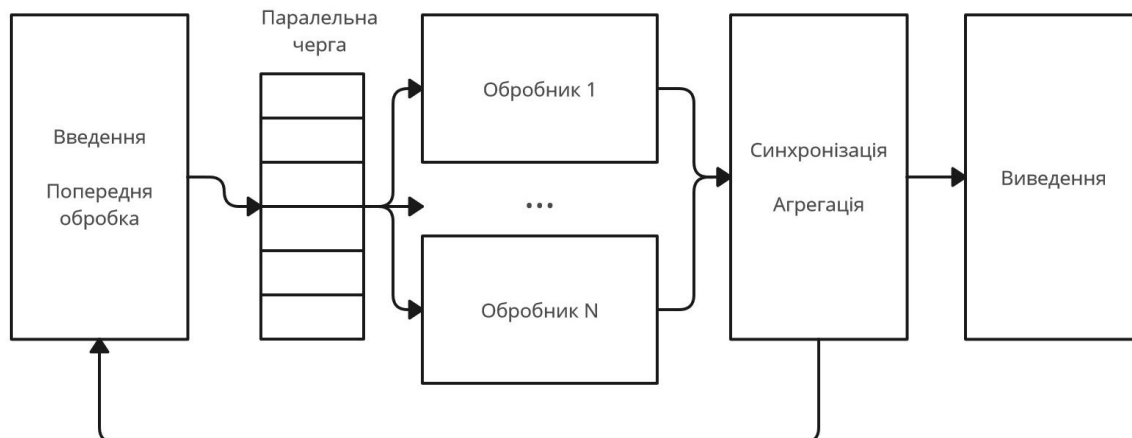 Паралельна
черга
Введення
Попередня
обробка
Обробник 1
...
Обробник N
Синхронізація
Агрегація
Виведення